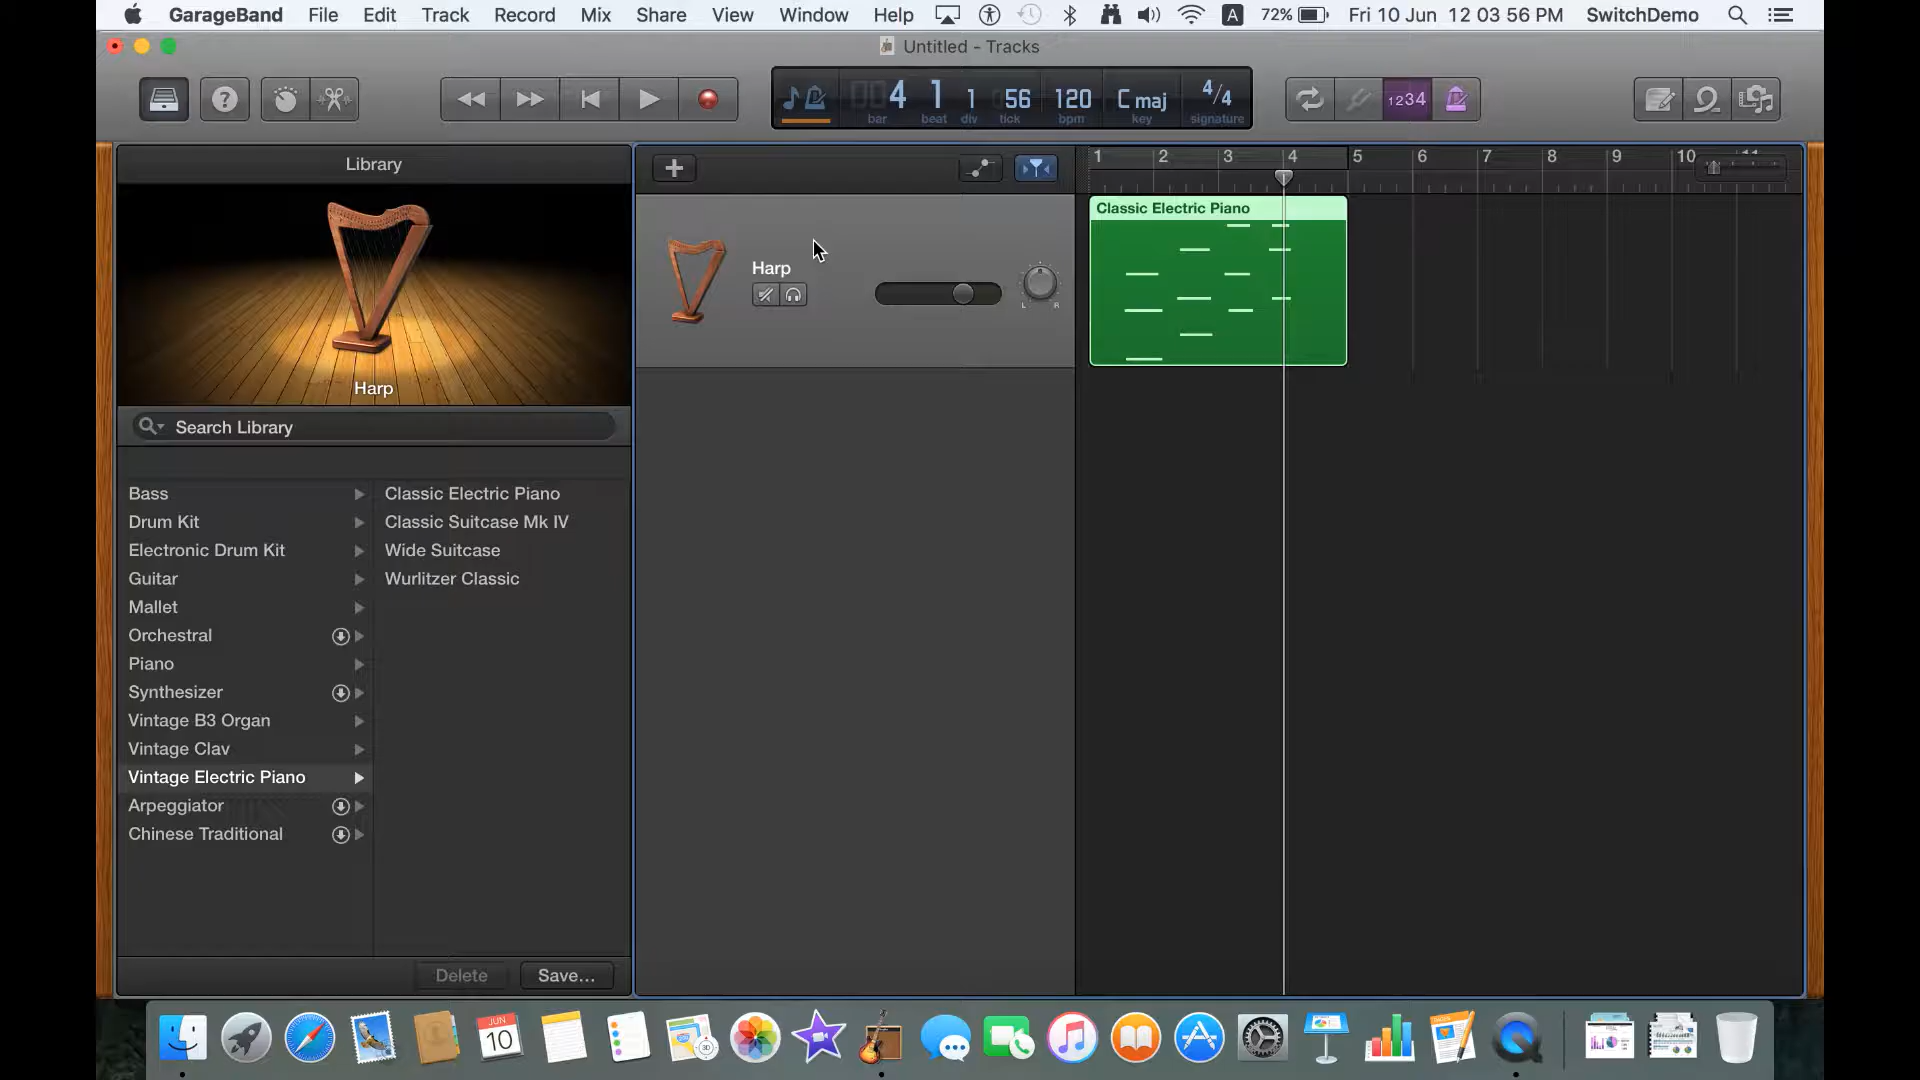 GarageBand File Edit Track Record Mix Share View Window Help A 72% Fri 10 Jun 12 03 56 PM SwitchDemo
Untitled - Tracks
4 1 1 56 120 C maj 4/4
bar beat div tick bpm key signature
1234
Library
1 2 3 4 5 6 7 8 9 10 11
Harp
Search Library
Classic Electric Piano
Harp
L R
Bass
Drum Kit
Electronic Drum Kit
Guitar
Mallet
Orchestral
Piano
Synthesizer
Vintage B3 Organ
Vintage Clav
Vintage Electric Piano
Arpeggiator
Chinese Traditional
Classic Electric Piano
Classic Suitcase Mk IV
Wide Suitcase
Wurlitzer Classic
Delete Save...
JUN
10
3D